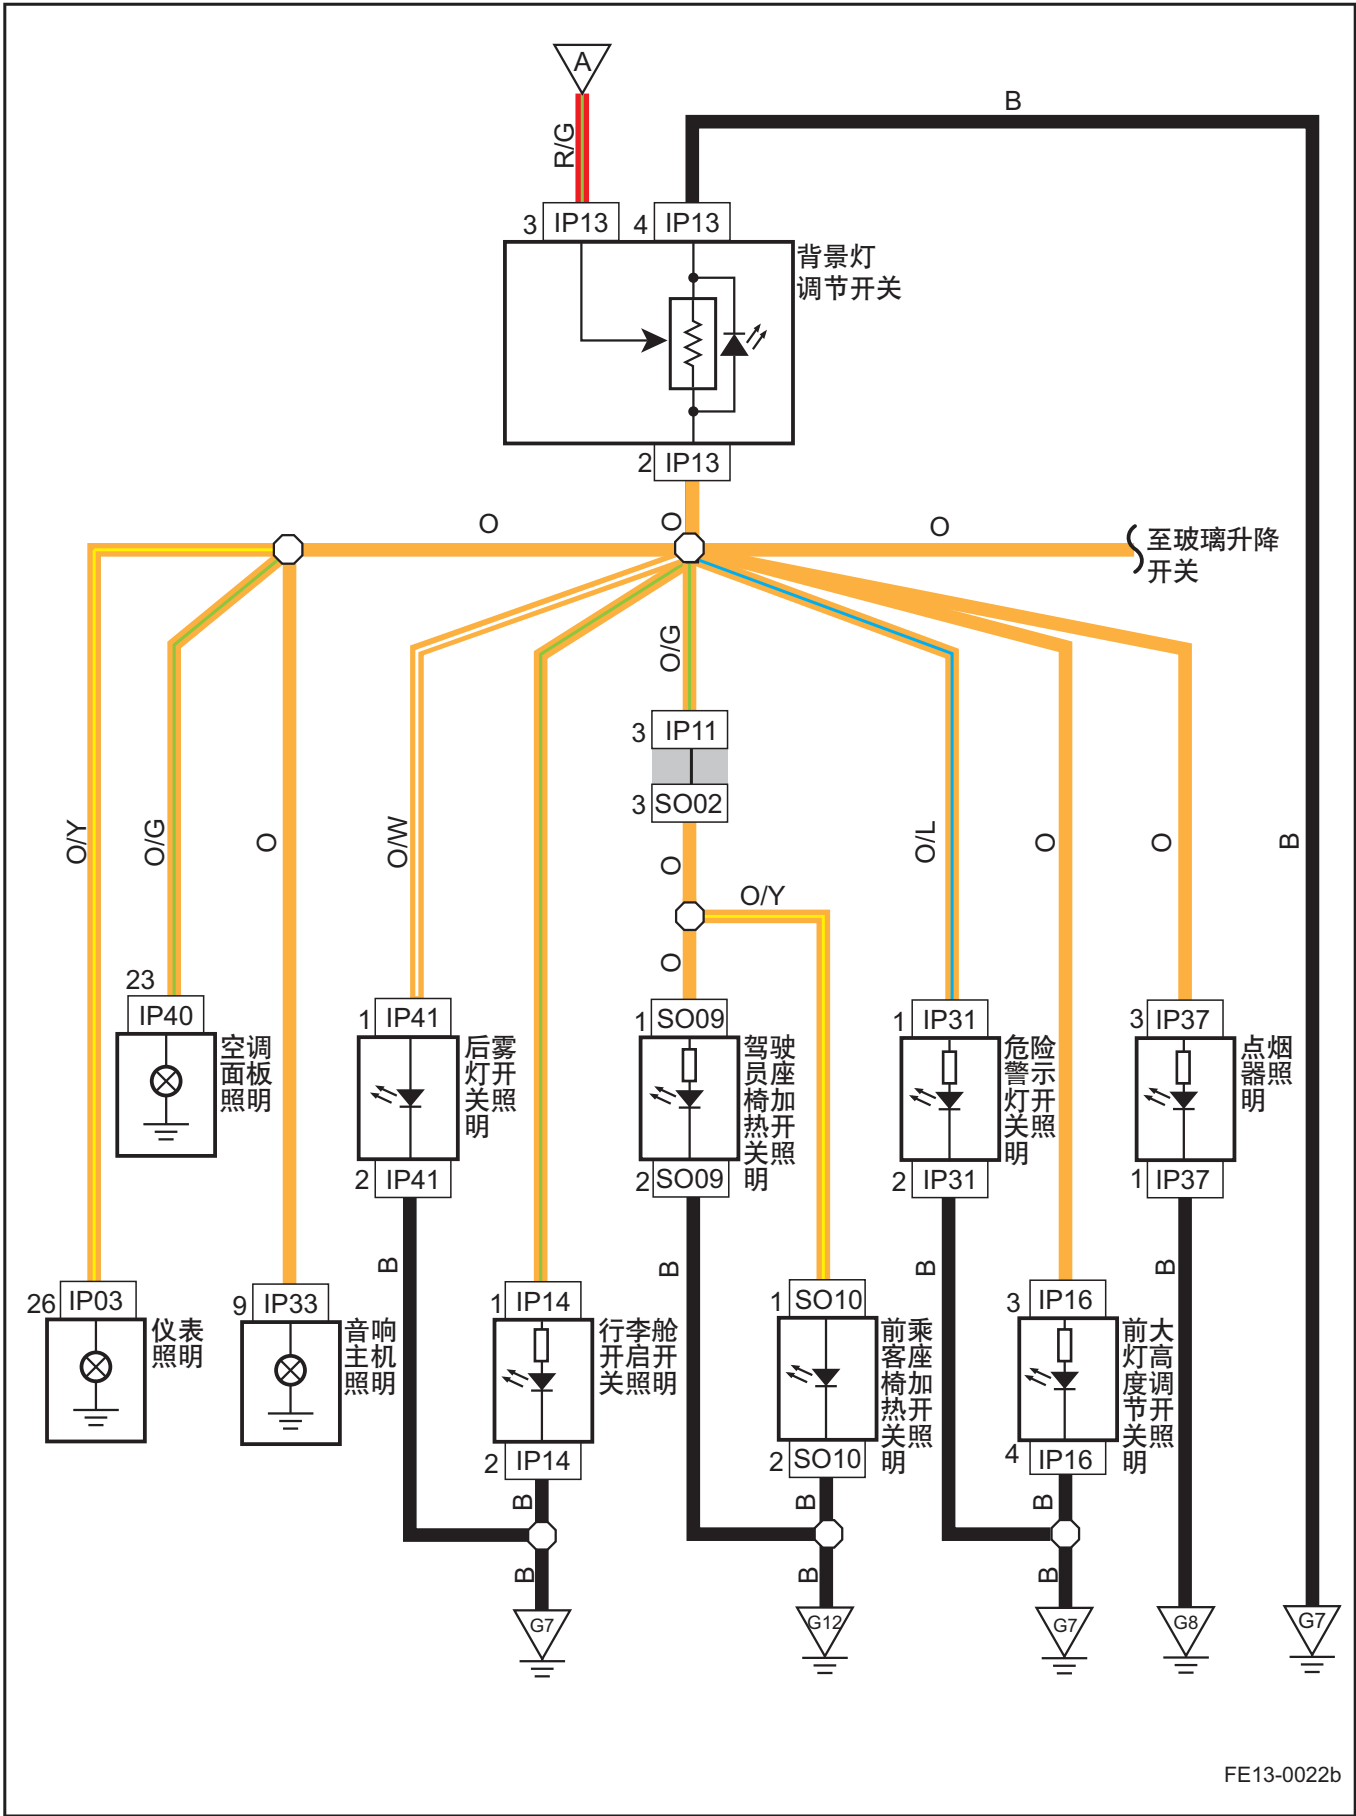 A
R/G
B
3 IP13
4 IP13
背景灯
调节开关
2 IP13
O
O
O
至玻璃升降
开关
O/G
3 IP11
3 SO02
O/Y
O/G
O
O/W
O
O/L
O
O
B
O/Y
O
23
IP40
空调
面板
照明
1 IP41
后雾
灯开
关照
明
2 IP41
1 SO09
驾驶
员座
椅加
热开
关照
明
2 SO09
1 IP31
危险
警示
灯开
关照
明
2 IP31
3 IP37
点烟
器照
明
1 IP37
B
B
B
B
26 IP03
仪表
照明
9 IP33
音响
主机
照明
1 IP14
行李舱
开启开
关照明
2 IP14
1 SO10
前乘
客座
椅加
热开
关照
明
2 SO10
3 IP16
前大
灯高
度调
节开
关照
明
4 IP16
B
B
B
B
B
B
G7
G12
G7
G8
G7
FE13-0022b